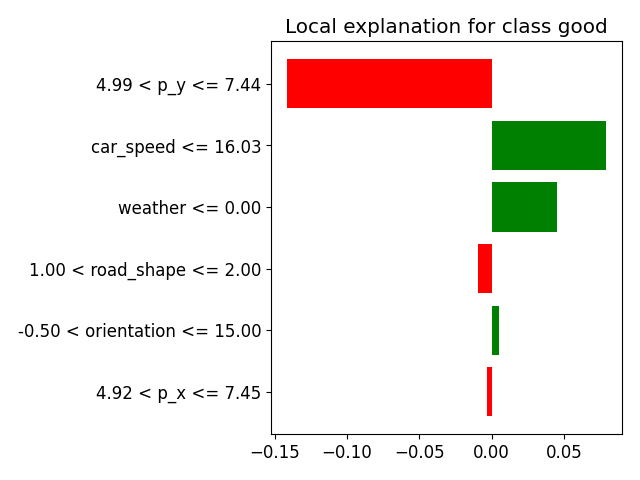 Local explanation for class good
4.99 < p_y <= 7.44
car_speed <= 16.03
weather <= 0.00
1.00 < road_shape <= 2.00
-0.50 < orientation <= 15.00
4.92 < p_x <= 7.45
−0.15 −0.10 −0.05 0.00 0.05